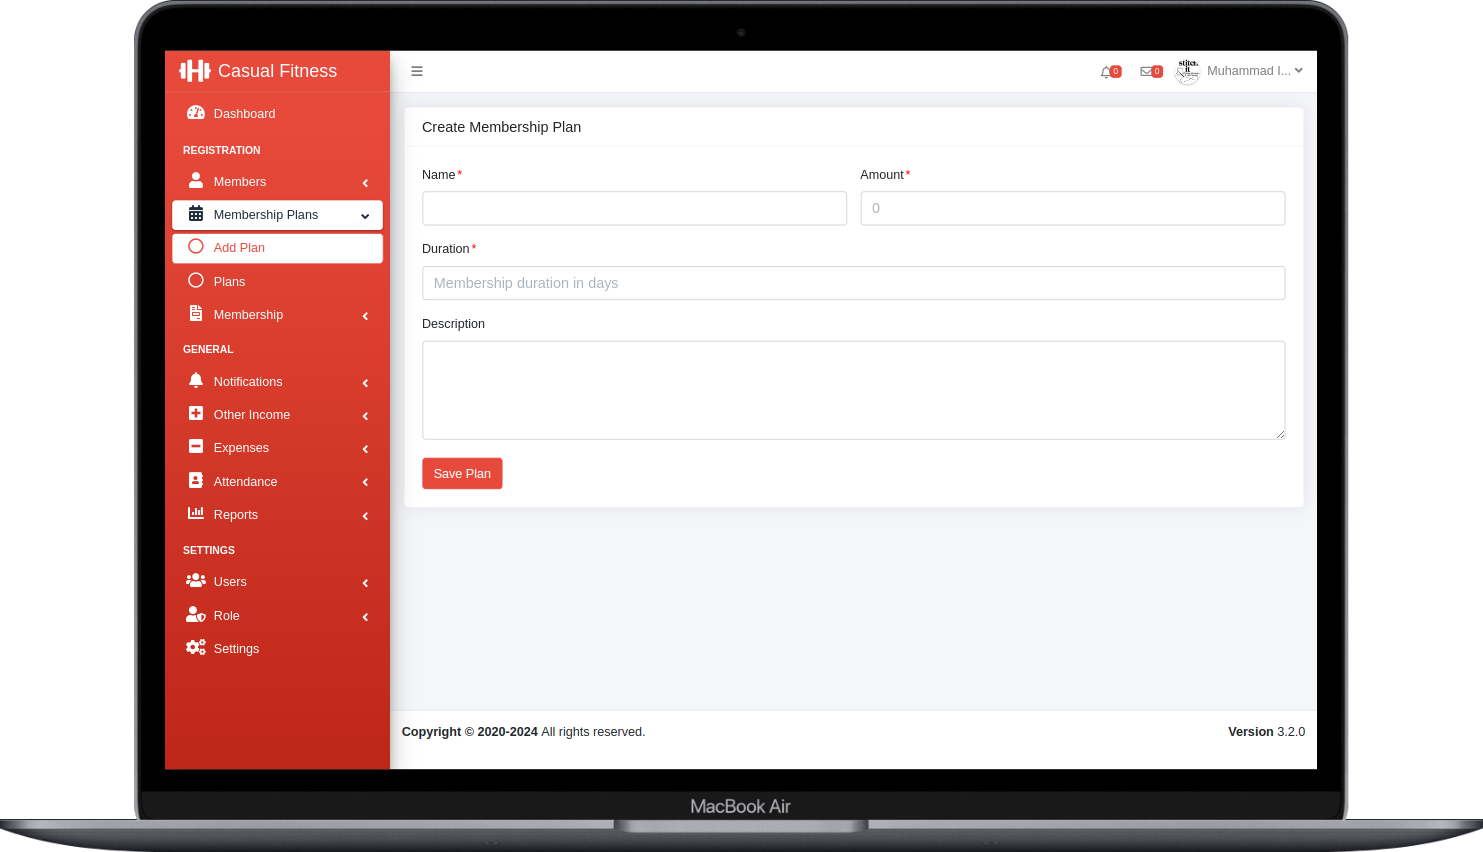 Casual Fitness
0
0
stitch
it
Muhammad I...
Dashboard
REGISTRATION
Members
Membership Plans
Add Plan
Plans
Membership
GENERAL
Notifications
Other Income
Expenses
Attendance
Reports
SETTINGS
Users
Role
Settings
Create Membership Plan
Name*
Amount*
0
Duration*
Membership duration in days
Description
Save Plan
Copyright © 2020-2024 All rights reserved.
Version 3.2.0
MacBook Air